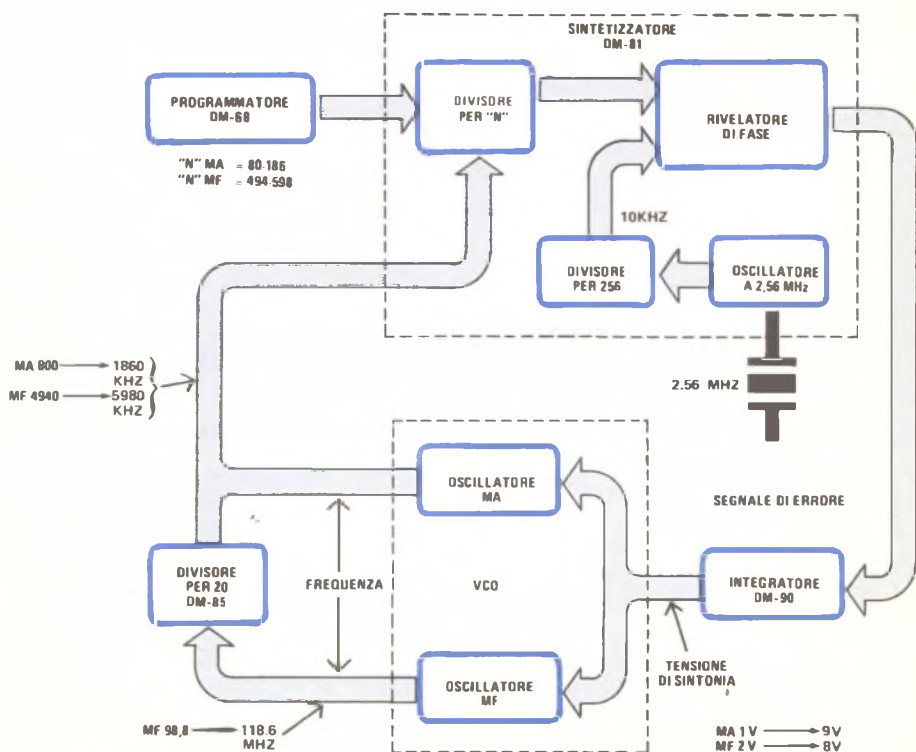 SINTETIZZATORE
DM-81
PROGRAMMATORE
DM-68
DIVISORE
PER "N"
RIVELATORE
DI FASE
"N" MA = 80-186
"N" MF = 494-598
10KHZ
DIVISORE
PER 256
OSCILLATORE
A 2,56 MHz
2.56 MHZ
MA 800 1860
KHZ
MF 4940 5980
KHZ
OSCILLATORE
MA
SEGNALE DI ERRORE
DIVISORE
PER 20
DM-85
FREQUENZA
VCO
INTEGRATORE
DM-90
OSCILLATORE
MF
TENSIONE
DI SINTONIA
MF 98,8 118.6
MHZ
MA 1 V 9V
MF 2 V 8V